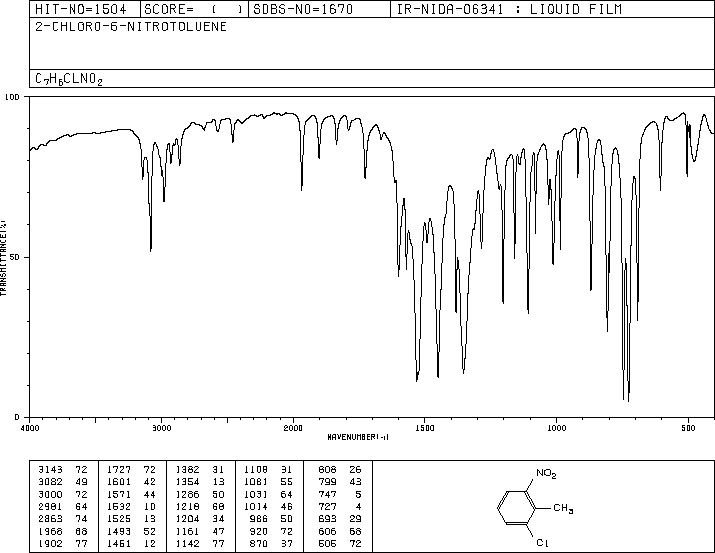 HIT-NO=1504 SCORE= ( ) SDBS-NO=1670 IR-NIDA-06341 : LIQUID FILM
2-CHLORO-6-NITROTOLUENE
C7H6CLNO2
100
TRANSMITTANCE(%)
50
0
4000 3000 2000 1500 1000 500
WAVENUMBER(-1)
3143 72 1727 72 1382 31 1108 31 808 26
3082 49 1601 42 1354 13 1081 55 799 43
3000 72 1571 44 1286 50 1031 64 747 5
2981 64 1532 10 1218 68 1014 46 727 4
2863 74 1525 13 1204 34 986 50 693 29
1968 68 1493 52 1161 47 920 72 606 68
1902 77 1451 12 1142 77 870 37 505 72
NO2
CH3
Cl